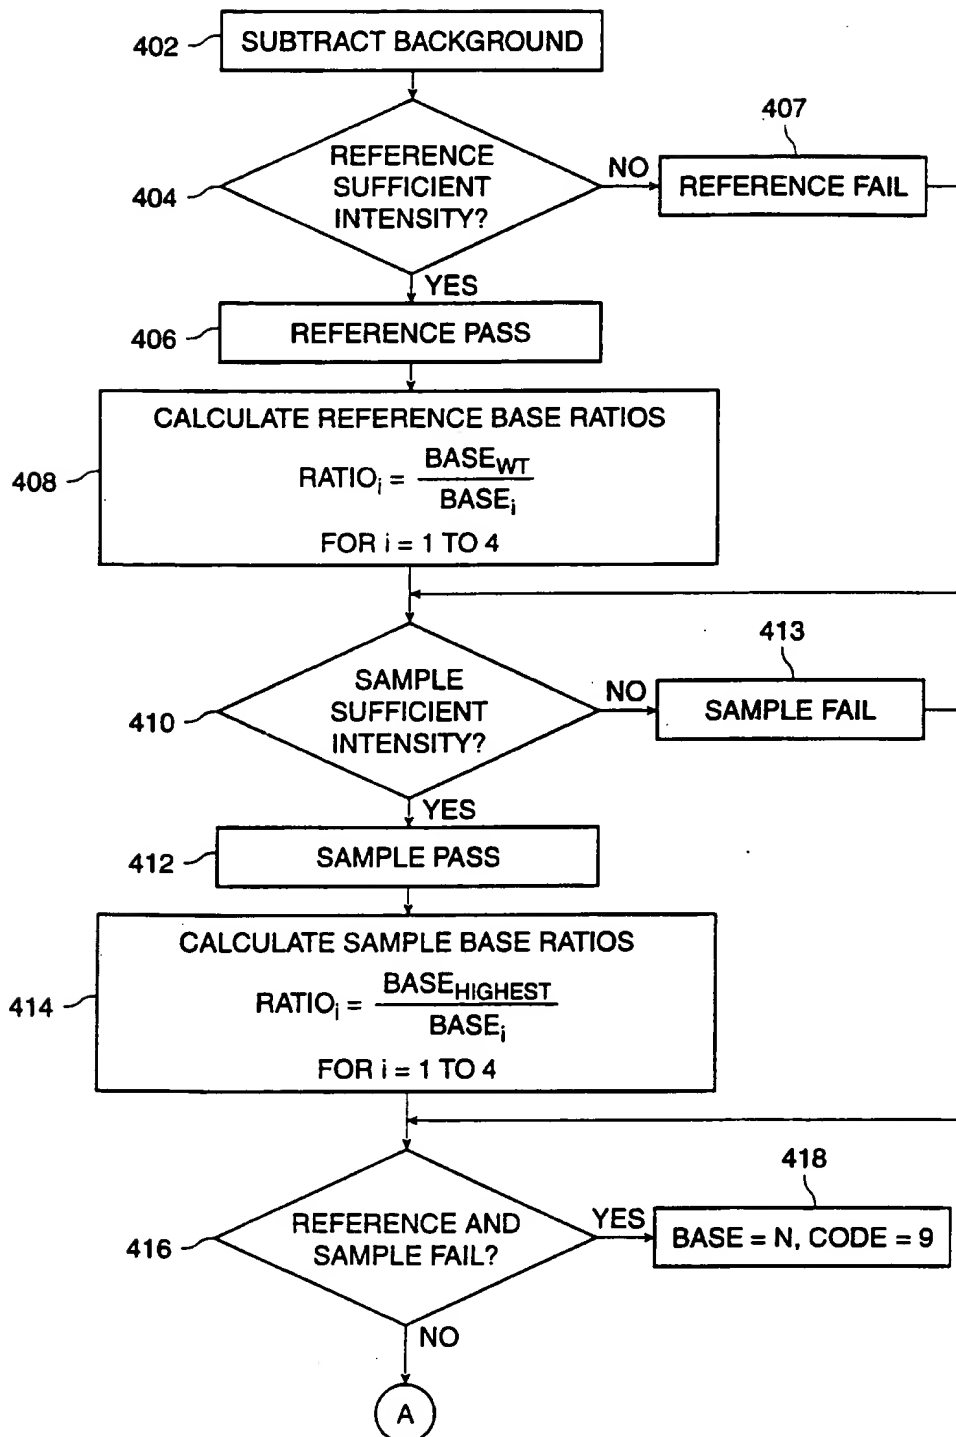 402
SUBTRACT BACKGROUND
404
REFERENCE
SUFFICIENT
INTENSITY?
NO
407
REFERENCE FAIL
YES
406
REFERENCE PASS
408
CALCULATE REFERENCE BASE RATIOS
RATIOi = BASEWT / BASEi
FOR i = 1 TO 4
410
SAMPLE
SUFFICIENT
INTENSITY?
NO
413
SAMPLE FAIL
YES
412
SAMPLE PASS
414
CALCULATE SAMPLE BASE RATIOS
RATIOi = BASEHIGHEST / BASEi
FOR i = 1 TO 4
416
REFERENCE AND
SAMPLE FAIL?
YES
418
BASE = N, CODE = 9
NO
A